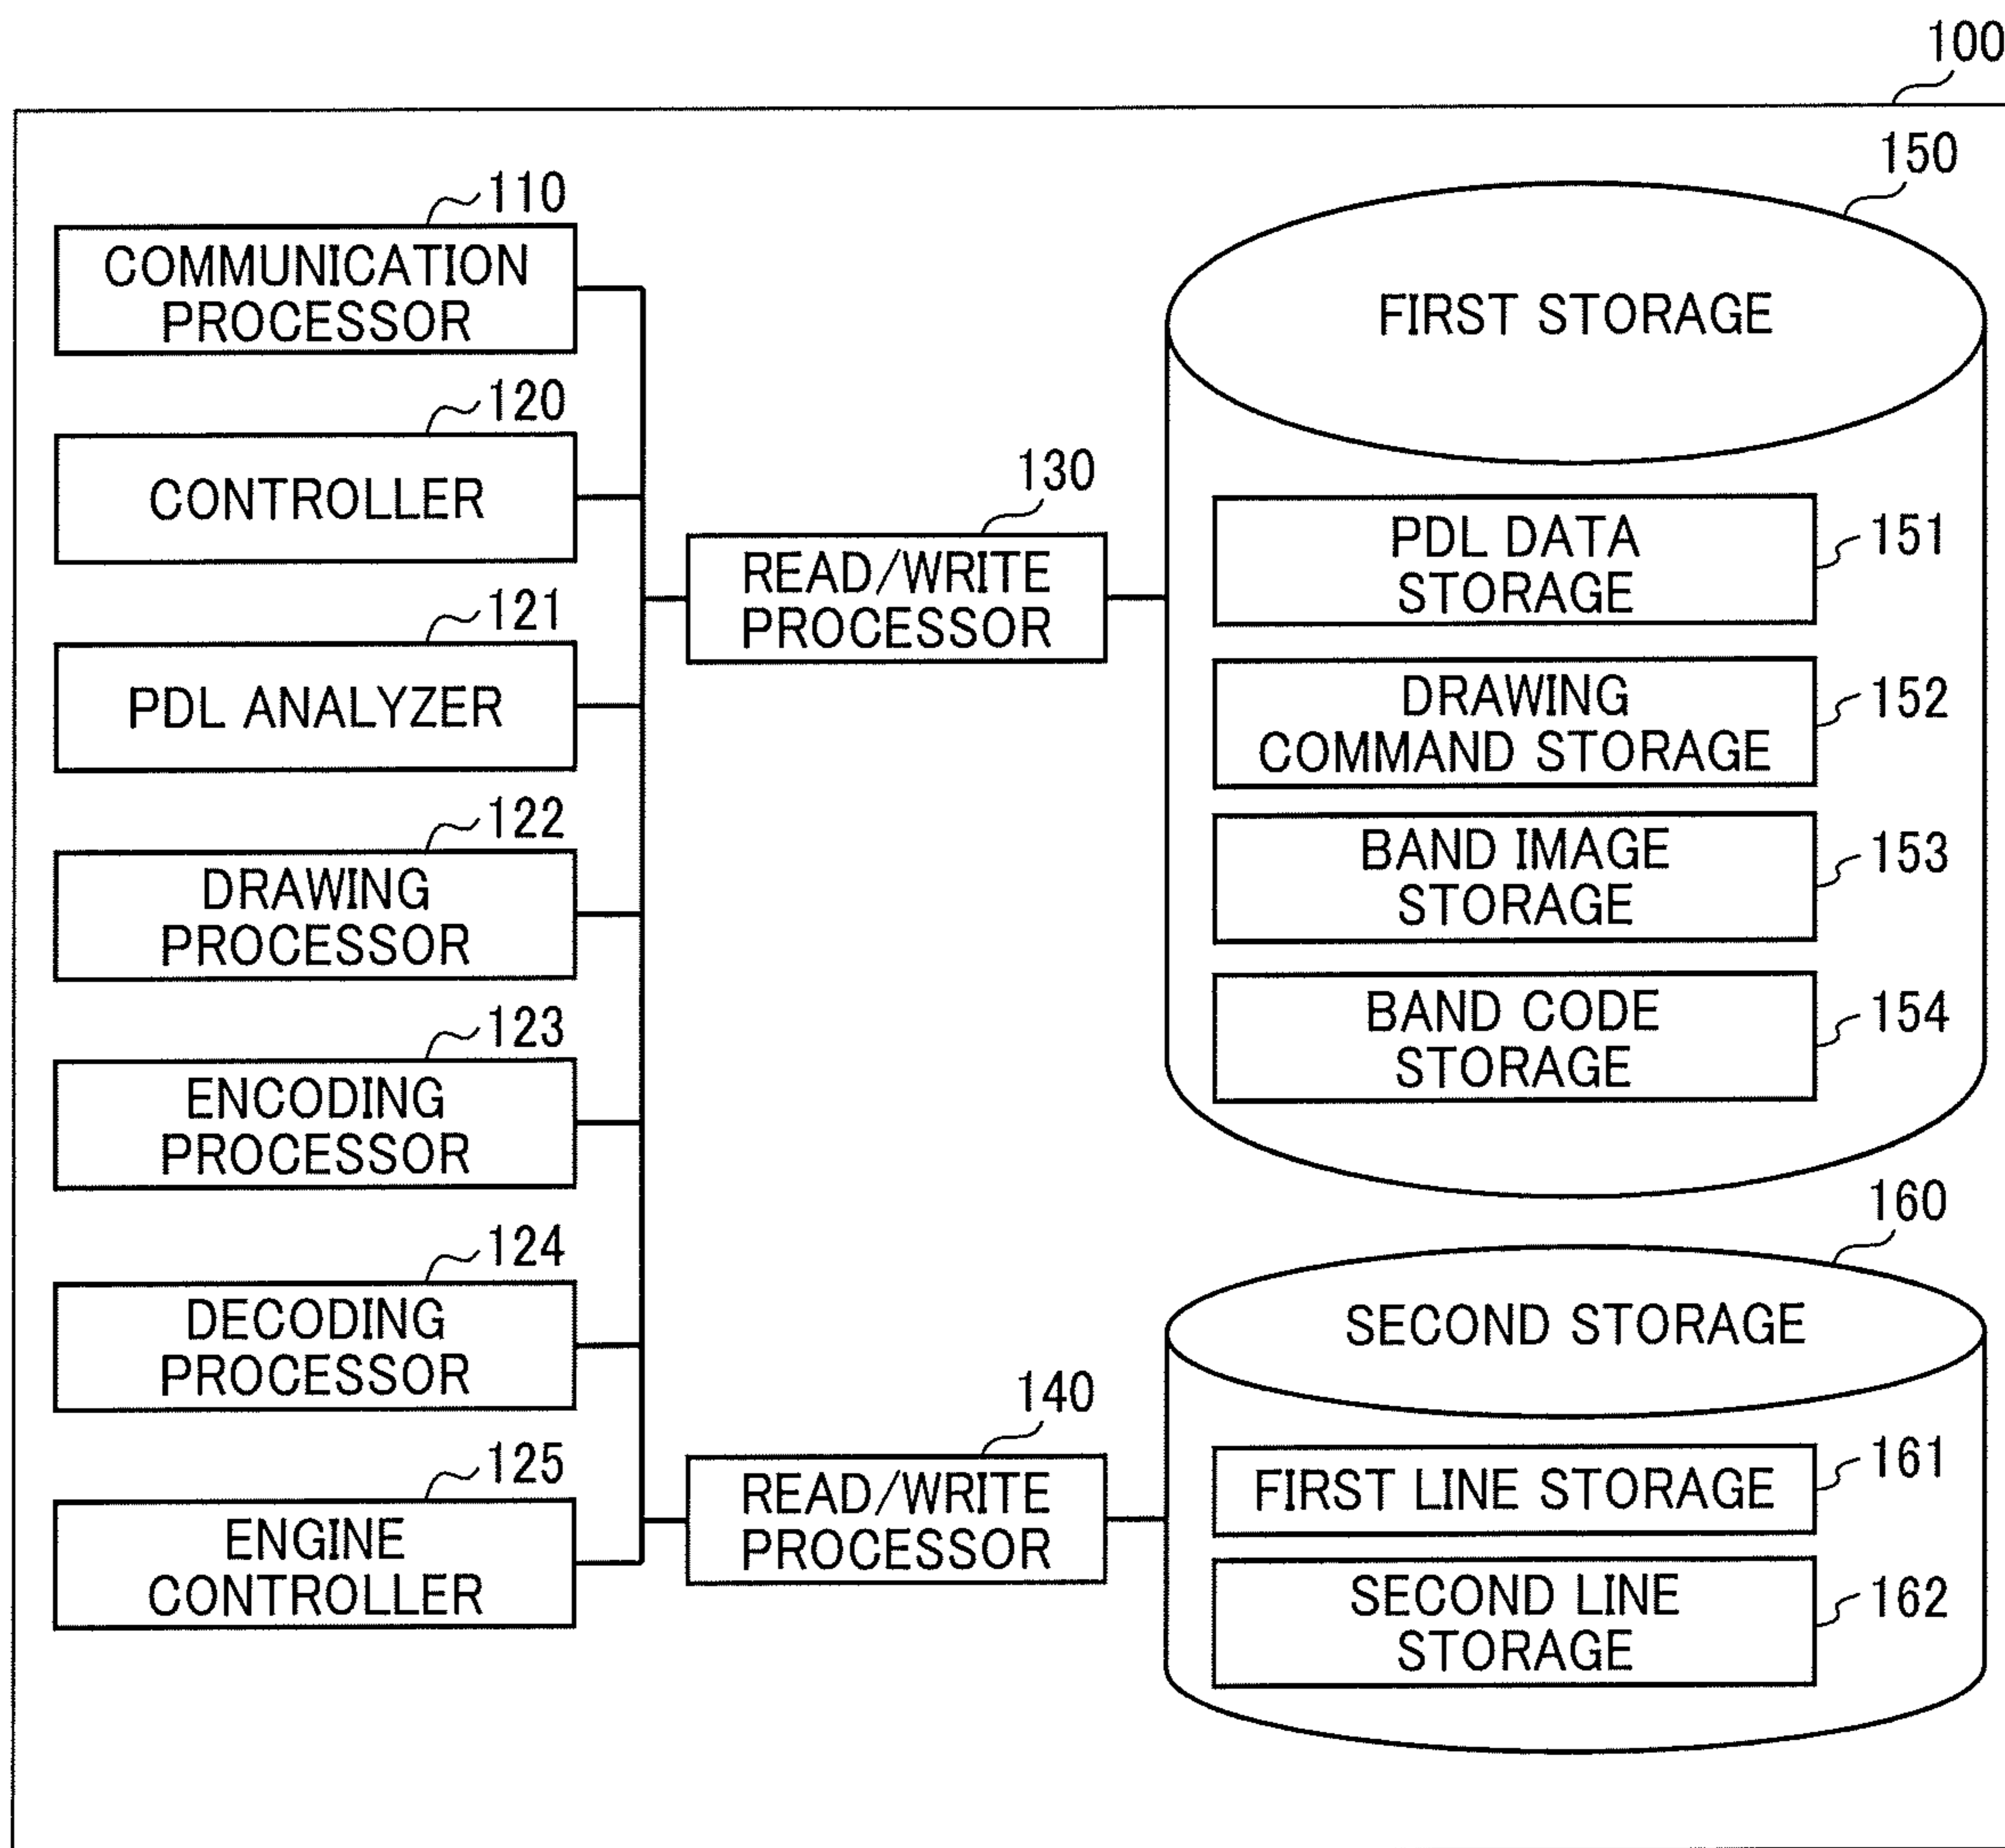 100
110
COMMUNICATION
PROCESSOR
120
CONTROLLER
121
PDL ANALYZER
122
DRAWING
PROCESSOR
123
ENCODING
PROCESSOR
124
DECODING
PROCESSOR
125
ENGINE
CONTROLLER
130
READ/WRITE
PROCESSOR
140
READ/WRITE
PROCESSOR
150
FIRST STORAGE
PDL DATA
STORAGE
151
DRAWING
COMMAND STORAGE
152
BAND IMAGE
STORAGE
153
BAND CODE
STORAGE
154
160
SECOND STORAGE
FIRST LINE STORAGE
161
SECOND LINE
STORAGE
162